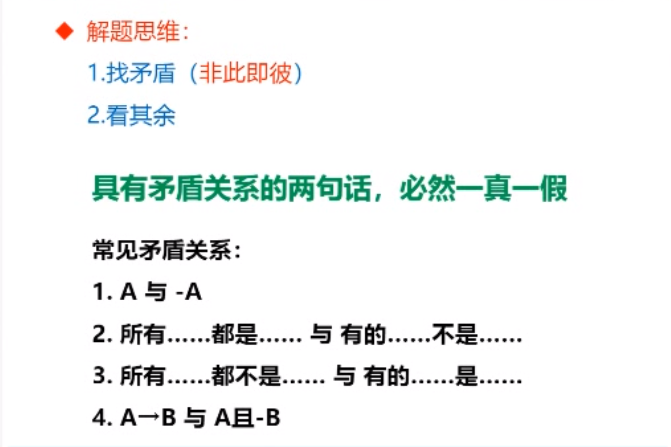 ◆ 解题思维：
1.找矛盾（非此即彼）
2.看其余
具有矛盾关系的两句话，必然一真一假
常见矛盾关系：
1. A 与 -A
2. 所有……都是…… 与 有的……不是……
3. 所有……都不是…… 与 有的……是……
4. A→B 与 A且-B